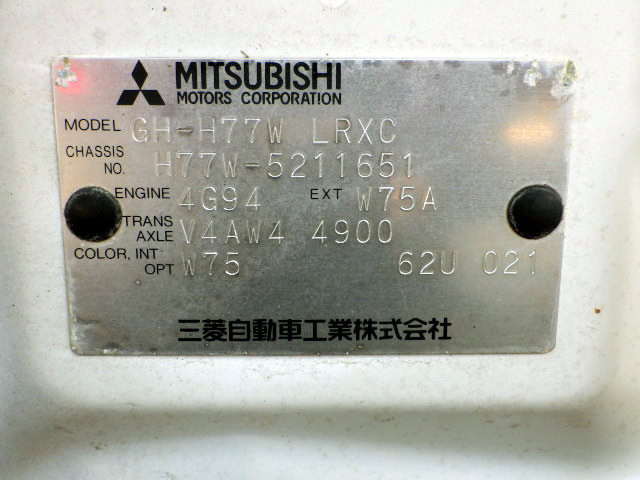 MITSUBISHI
MOTORS CORPORATION
MODEL GH-H77W LRXC
CHASSIS NO. H77W-5211651
ENGINE 4G94 EXT W75A
TRANS AXLE V4AW4 4900
COLOR, INT OPT W75 62U 021
三菱自動車工業株式会社